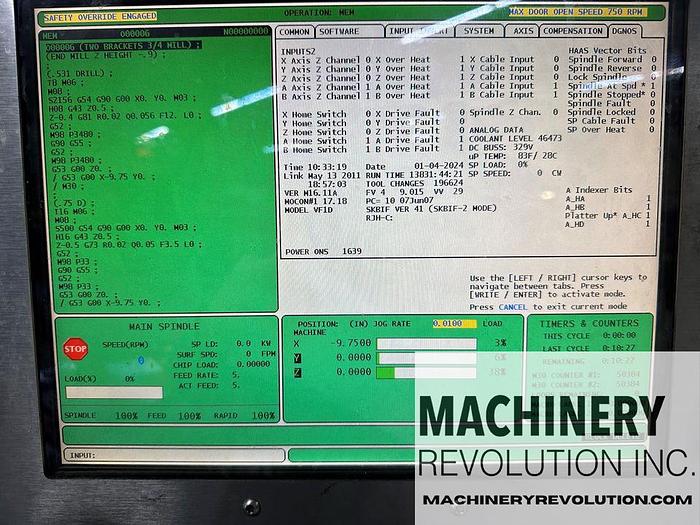 SAFETY OVERRIDE ENGAGED
OPERATION: MEM
MAX DOOR OPEN SPEED 750 RPM
MEM O00006 N00000000
O00006 (TWO BRACKETS 3/4 MILL) ;
(END MILL Z HEIGHT -.9) ;
;
(.531 DRILL) ;
T8 M06 ;
M08 ;
S2156 G54 G90 G00 X0. Y0. M03 ;
H08 G43 Z0.5 ;
Z-0.4 G81 R0.02 Q0.056 F12. L0 ;
G52 ;
M98 P3480 ;
G90 G55 ;
G52 ;
M98 P3480 ;
G53 G00 Z0. ;
/ G53 G00 X-9.75 Y0. ;
/ M30 ;
;
(.75 D) ;
T16 M06 ;
M08 ;
S500 G54 G90 G00 X0. Y0. M03 ;
H16 G43 Z0.5 ;
Z-0.5 G73 R0.02 Q0.05 F3.5 L0 ;
G52 ;
M98 P33 ;
G90 G55 ;
G52 ;
M98 P33 ;
G53 G00 Z0. ;
/ G53 G00 X-9.75 Y0. ;
COMMON SOFTWARE SYSTEM AXIS COMPENSATION DGNOS
INPUTS2 HAAS Vector Bits
X Axis Z Channel 0 X Over Heat 1 X Cable Input 0 Spindle Forward 0
Y Axis Z Channel 0 Y Over Heat 1 Y Cable Input 0 Spindle Reverse 0
Z Axis Z Channel 0 Z Over Heat 1 Z Cable Input 0 Lock Spindle 0
A Axis Z Channel 1 A Over Heat 1 A Cable Input 1 Spindle At Spd * 1
B Axis Z Channel 1 B Over Heat 1 B Cable Input 1 Spindle Stopped* 0
Spindle Fault 0
X Home Switch 0 X Drive Fault 0 Spindle Z Chan. 0 Spindle Locked 0
Y Home Switch 0 Y Drive Fault 0 SP Cable Fault 0
Z Home Switch 0 Z Drive Fault 0 ANALOG DATA SP Over Heat 0
A Home Switch 1 A Drive Fault 1 COOLANT LEVEL 46473
B Home Switch 1 B Drive Fault 1 DC BUSS: 329V
uP TEMP: 83F/ 28C
Time 10:33:19 Date 01-04-2024 SP LOAD: 0%
Link May 13 2011 RUN TIME 13831:44:21 SP SPEED: 0 CW
18:57:03 TOOL CHANGES 196624
VER M16.11A FV 4 9.015 VV 29 A Indexer Bits
MOCON#1 17.18 PC= 10 07Jun07 A_HA 1
MODEL VF1D SKBIF VER 41 (SKBIF-2 MODE) A_HB 1
RJH-C: Platter Up* A_HC 1
A_HD 1
POWER ONS 1639
Use the [LEFT / RIGHT] cursor keys to
navigate between tabs. Press
[WRITE / ENTER] to activate mode.
Press CANCEL to exit current mode
MAIN SPINDLE
STOP
SPEED(RPM)
0
SP LD: 0.0 KW
SURF SPD: 0 FPM
CHIP LOAD: 0.00000
FEED RATE: 5.
ACT FEED: 5.
LOAD(%) 0%
SPINDLE 100% FEED 100% RAPID 100%
POSITION: (IN) JOG RATE 0.0100 LOAD
MACHINE
X -9.7500 3%
Y 0.0000 6%
Z 0.0000 38%
TIMERS & COUNTERS
THIS CYCLE 0:00:00
LAST CYCLE 0:10:27
REMAINING 0:10:27
M30 COUNTER #1: 50384
M30 COUNTER #2: 50384
INPUT:
MACHINERY
REVOLUTION INC.
MACHINERYREVOLUTION.COM